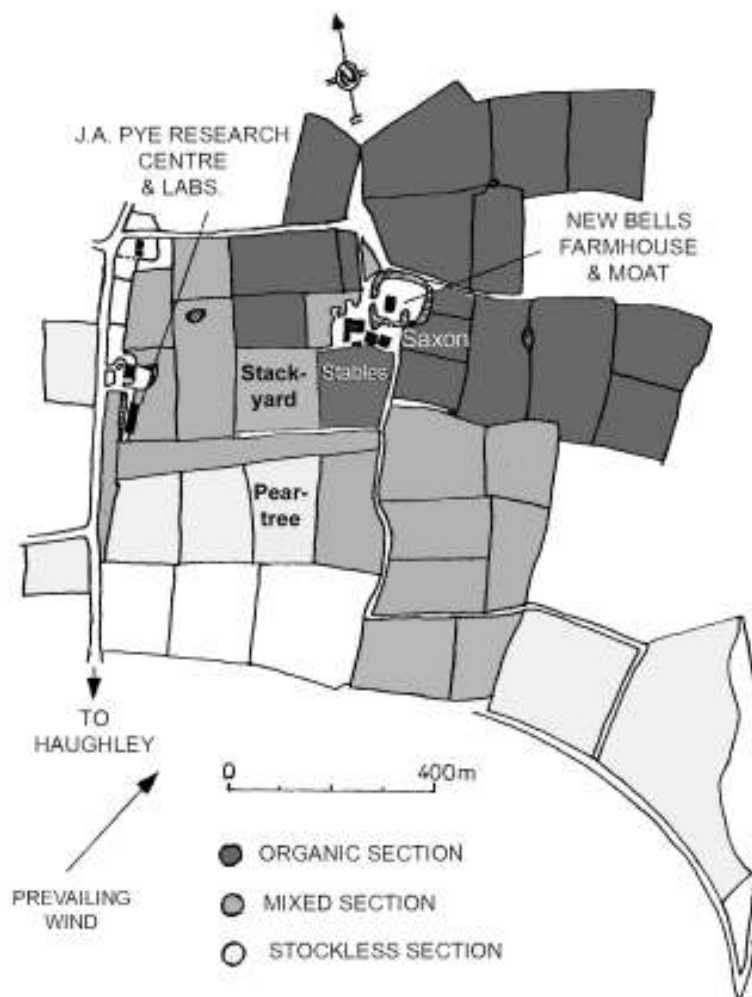 N
J.A. PYE RESEARCH
CENTRE
& LABS.
NEW BELLS
FARMHOUSE
& MOAT
Saxon
Stack-
yard
Stables
Pear-
tree
TO
HAUGHLEY
0 400m
PREVAILING
WIND
ORGANIC SECTION
MIXED SECTION
STOCKLESS SECTION